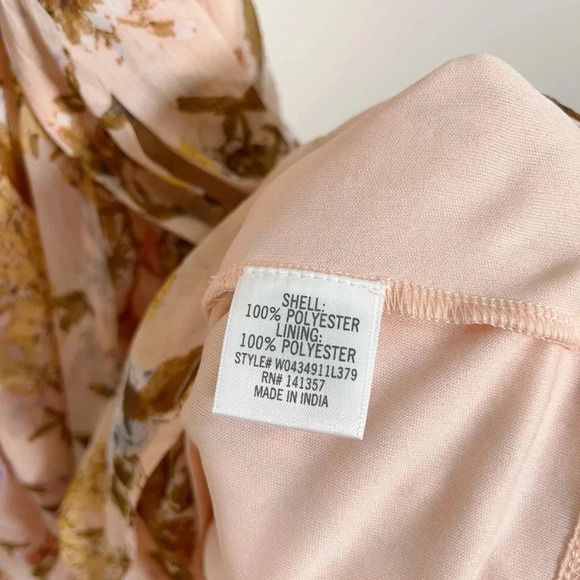 SHELL:
100% POLYESTER
LINING:
100% POLYESTER
STYLE# W0434911L379
RN# 141357
MADE IN INDIA